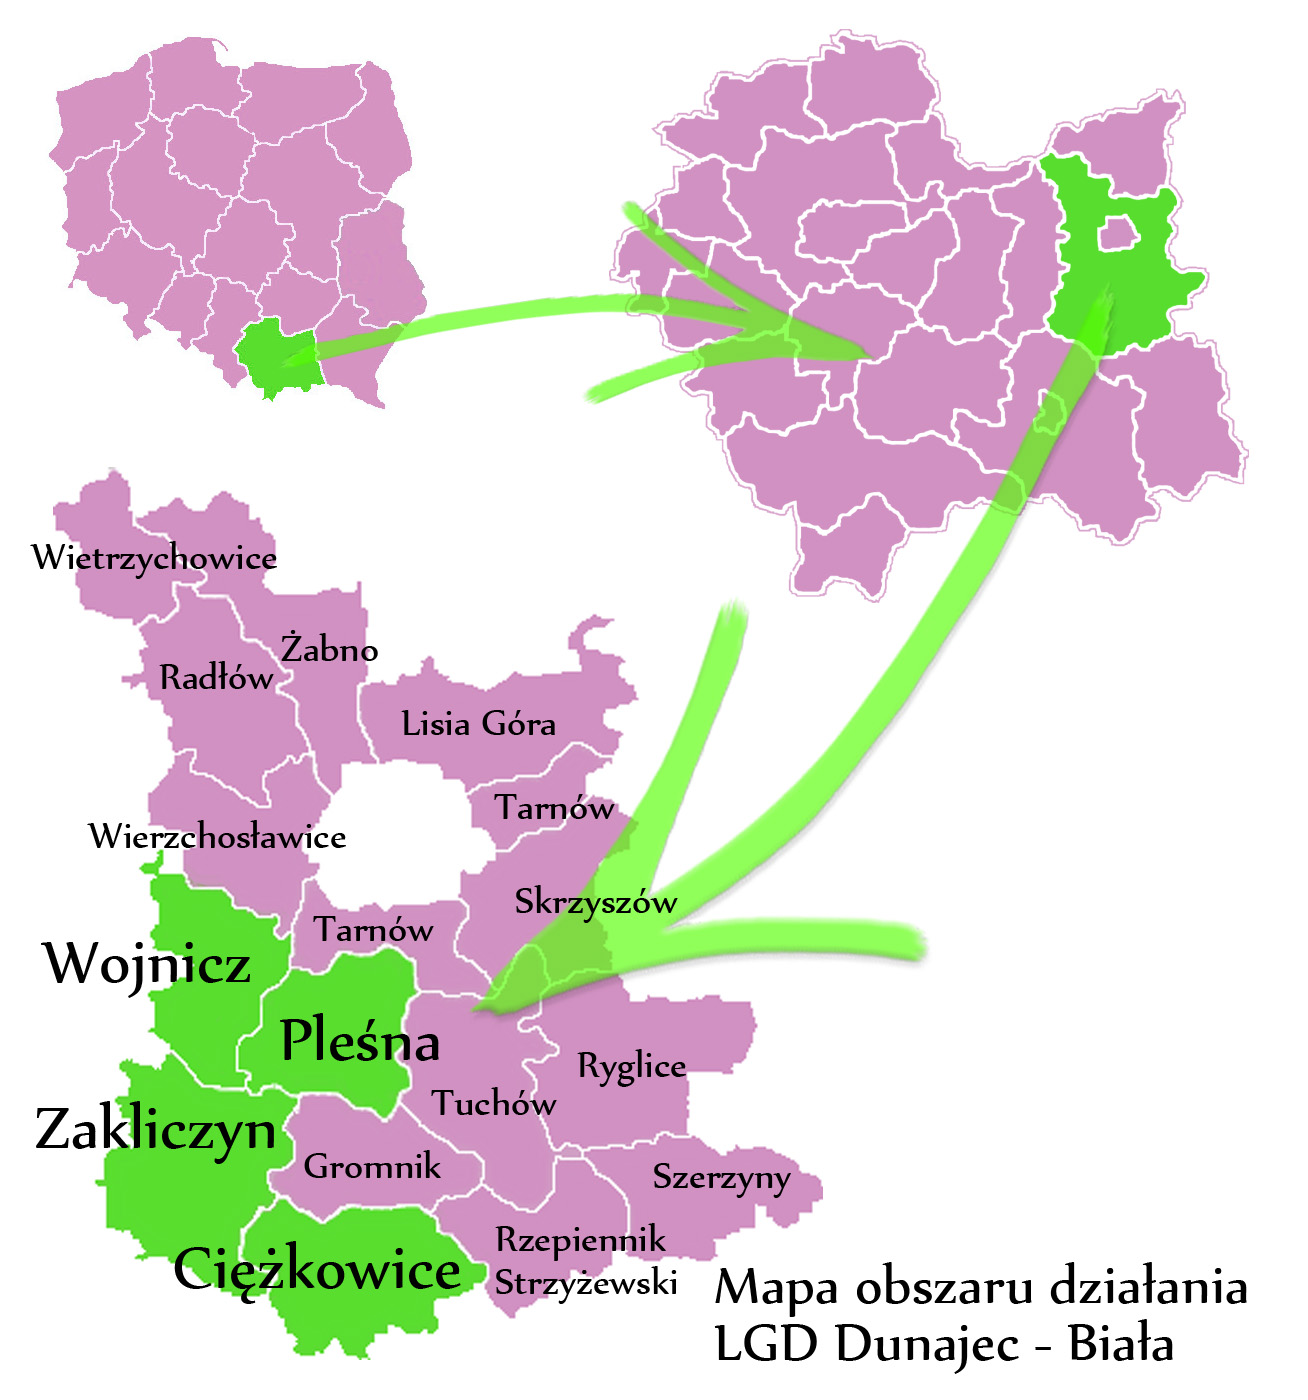 Wietrzychowice
Żabno
Radłów
Lisia Góra
Tarnów
Wierzchosławice
Skrzyszów
Tarnów
Wojnicz
Pleśna
Ryglice
Tuchów
Zakliczyn
Gromnik
Szerzyny
Rzepiennik
Strzyżewski
Ciężkowice
Mapa obszaru działania
LGD Dunajec - Biała